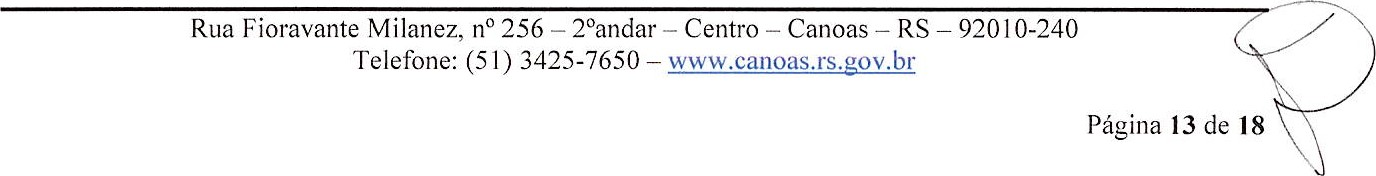 Rua Fioravante Milanez, nº 256 – 2ºandar – Centro – Canoas – RS – 92010-240
Telefone: (51) 3425-7650 – www.canoas.rs.gov.br
Página 13 de 18